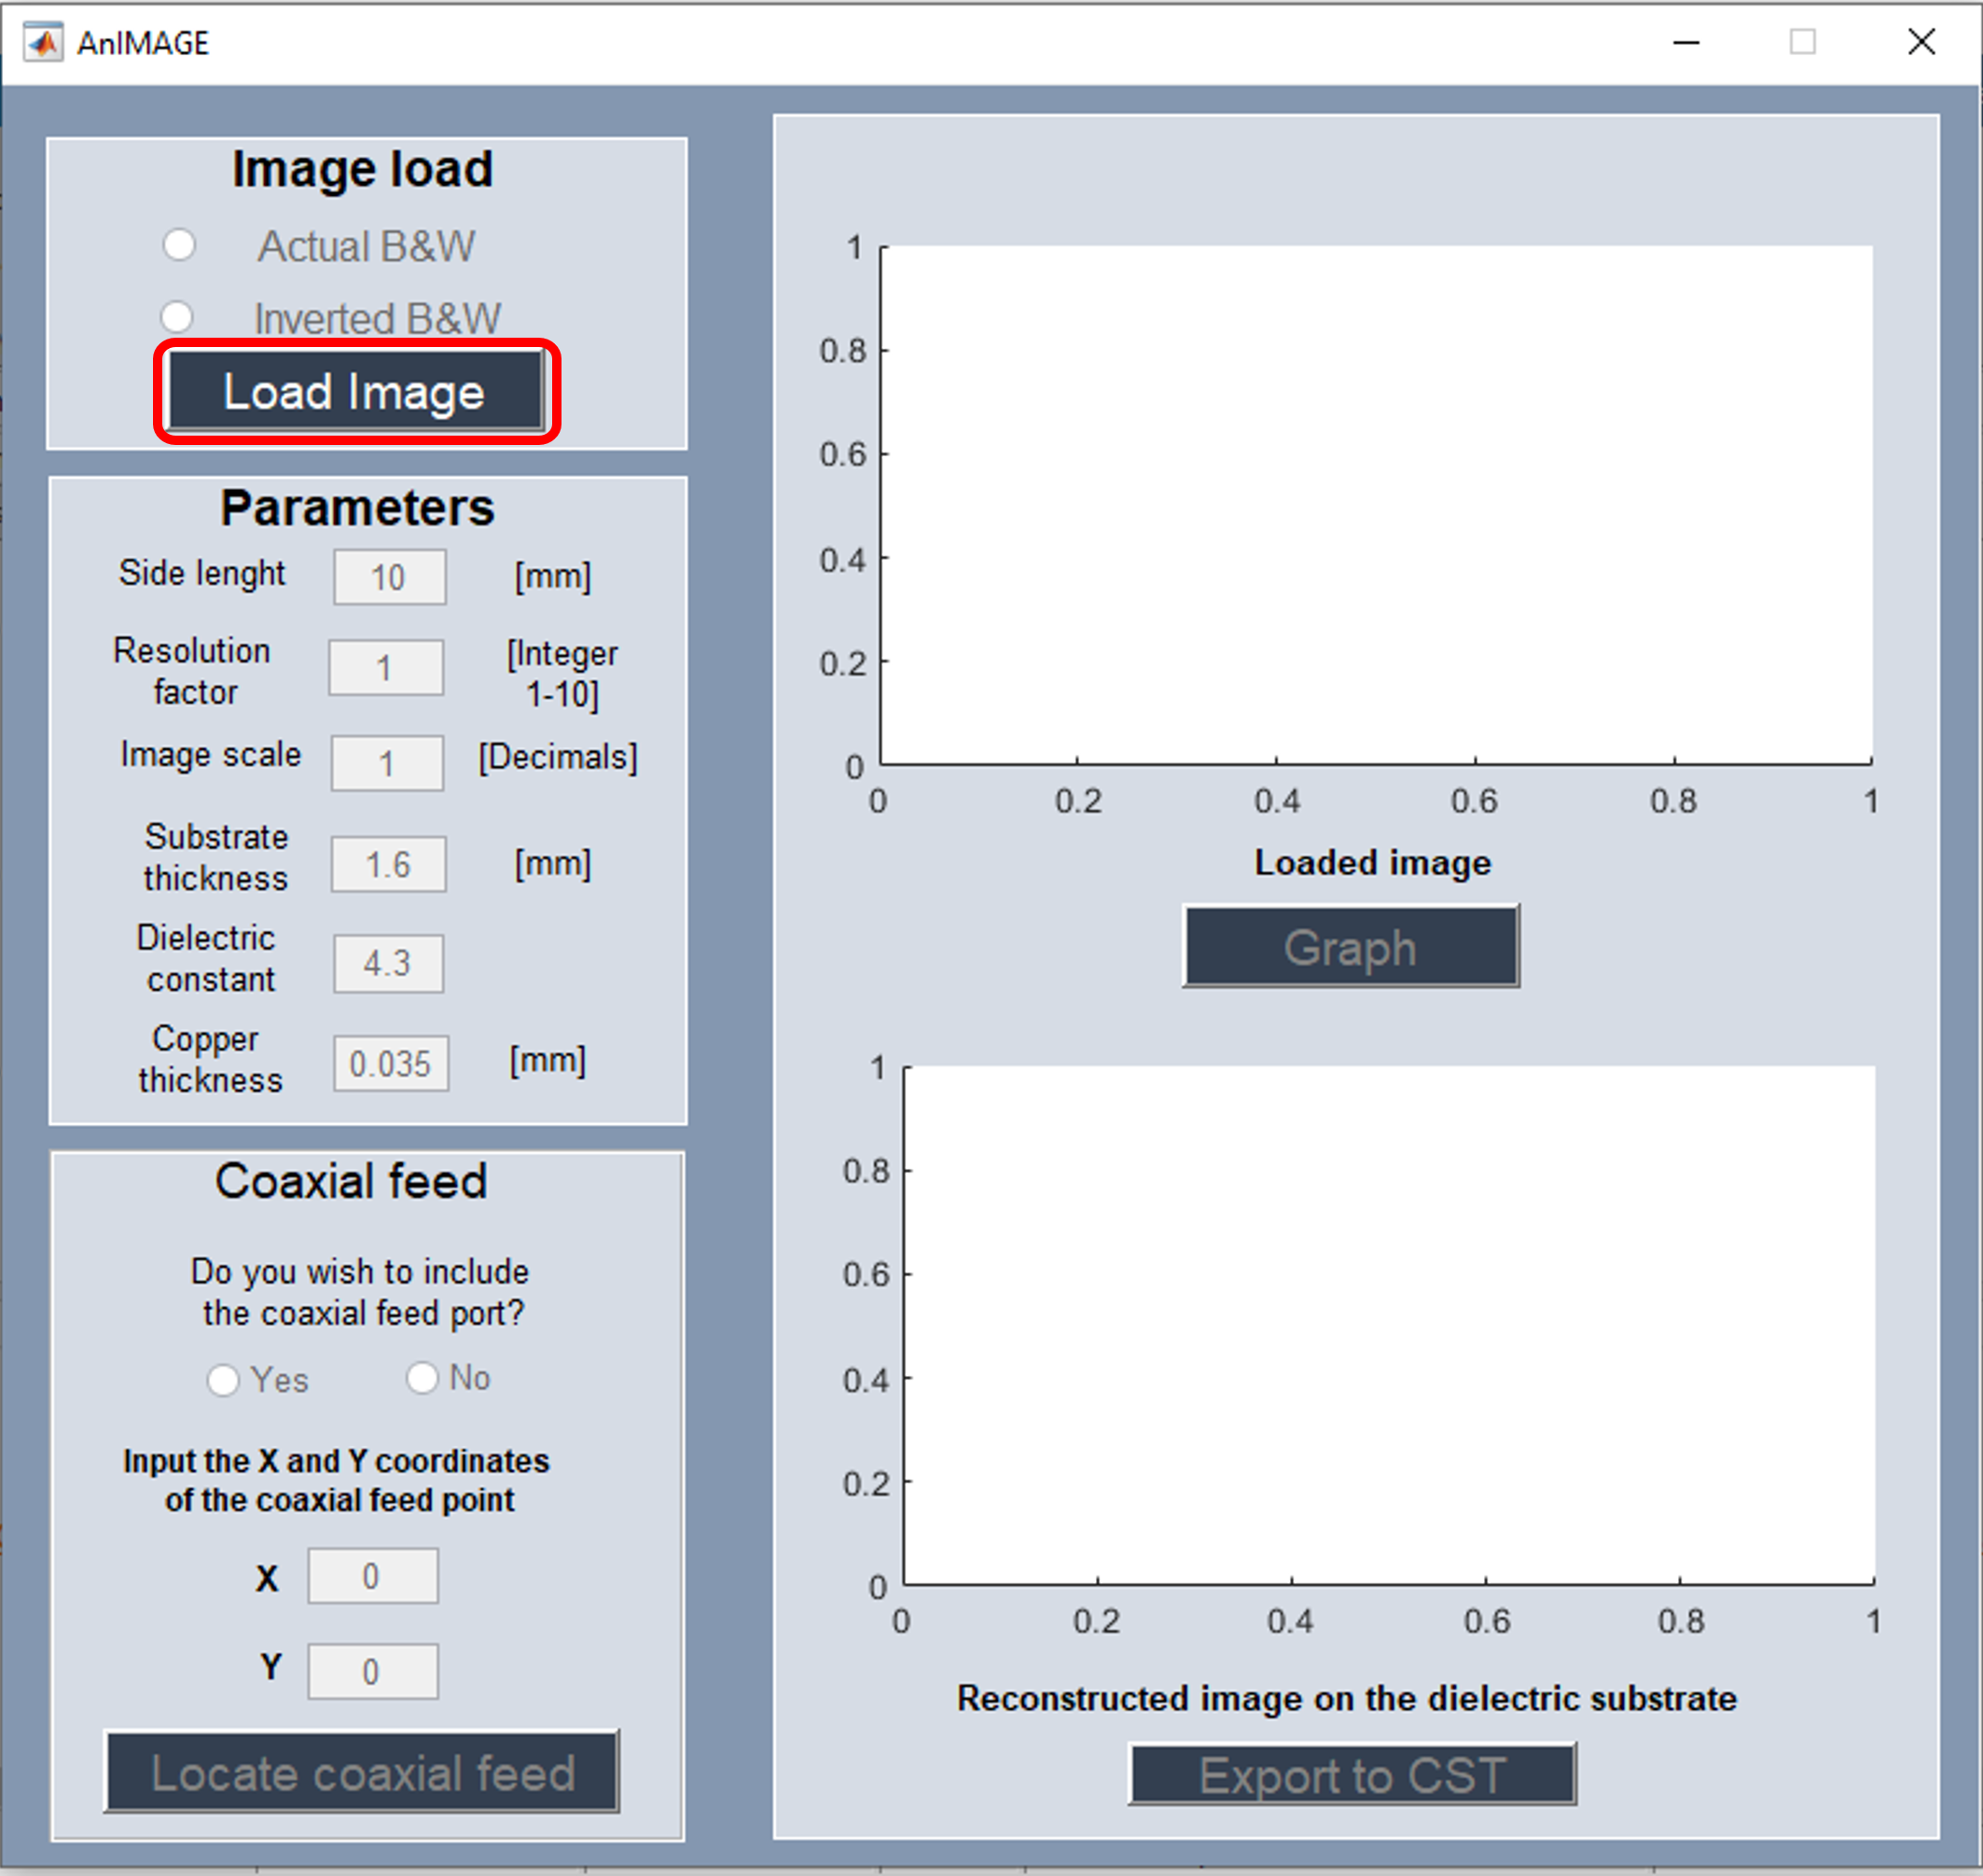 AnIMAGE
Image load
Actual B&W
Inverted B&W
Load Image
Parameters
Side lenght 10 [mm]
Resolution factor 1 [Integer 1-10]
Image scale 1 [Decimals]
Substrate thickness 1.6 [mm]
Dielectric constant 4.3
Copper thickness 0.035 [mm]
Coaxial feed
Do you wish to include
the coaxial feed port?
Yes No
Input the X and Y coordinates
of the coaxial feed point
X 0
Y 0
Locate coaxial feed
1
0.8
0.6
0.4
0.2
0
0 0.2 0.4 0.6 0.8 1
Loaded image
Graph
1
0.8
0.6
0.4
0.2
0
0 0.2 0.4 0.6 0.8 1
Reconstructed image on the dielectric substrate
Export to CST